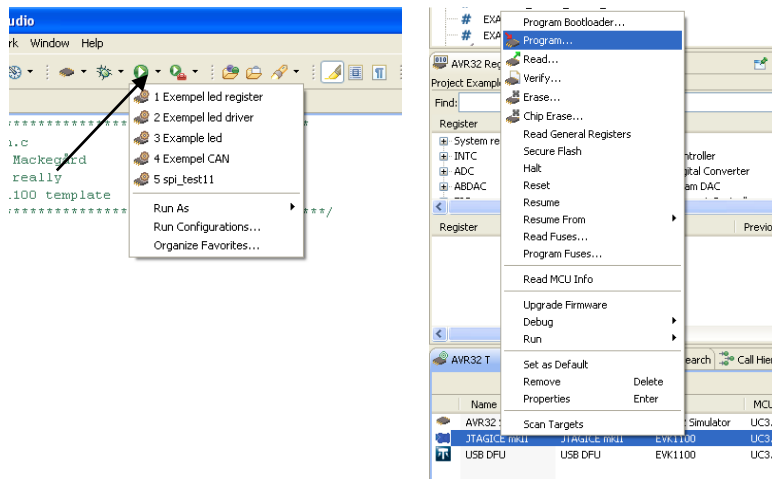 udio
rk Window Help
1 Exempel led register
2 Exempel led driver
3 Example led
4 Exempel CAN
5 spi_test11
Run As
Run Configurations...
Organize Favorites...
*****************
n.c
Mackegård
really
1100 template
***/
# EXA
# EXA
AVR32 Reg
Project Example
Find:
Register
System re
INTC
ADC
ABDAC
ntroller
gital Converter
am DAC
Register
Previo
Program Bootloader...
Program...
Read...
Verify...
Erase...
Chip Erase...
Read General Registers
Secure Flash
Halt
Reset
Resume
Resume From
Read Fuses...
Program Fuses...
Read MCU Info
Upgrade Firmware
Debug
Run
Set as Default
Remove Delete
Properties Enter
Scan Targets
AVR32 T
earch
Call Hier
Name
MCU
AVR32 Simulator UC3.
JTAGICE mkII JTAGICE mkII EVK1100 UC3.
USB DFU USB DFU EVK1100 UC3.